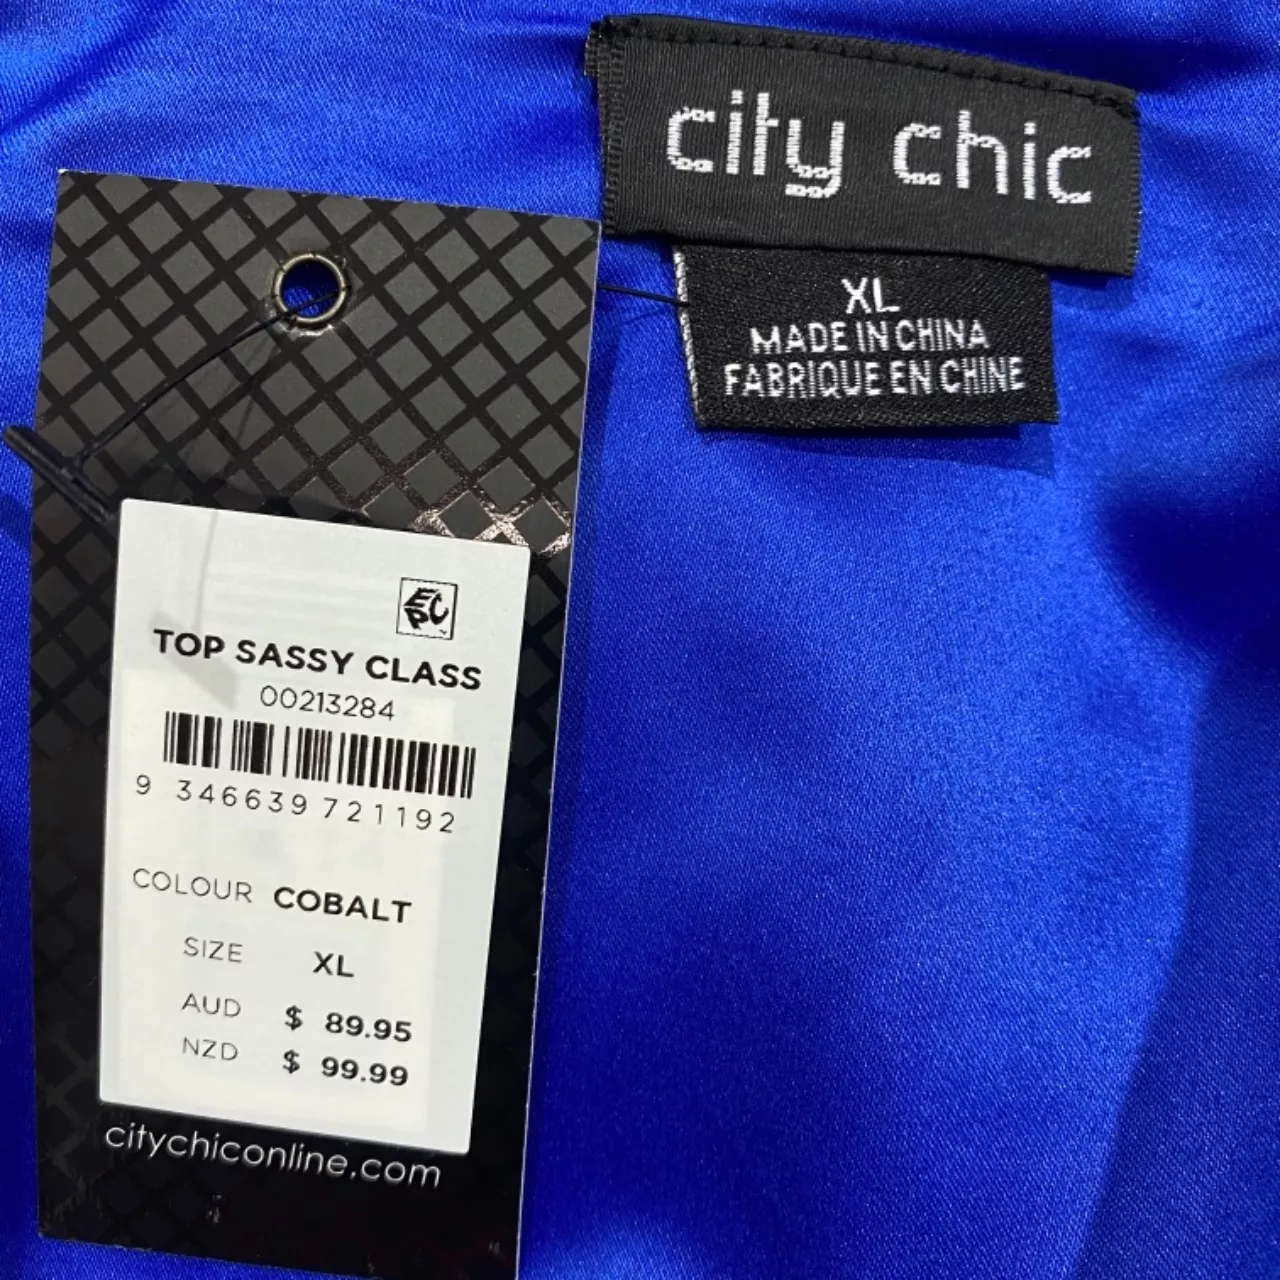 city chic
XL
MADE IN CHINA
FABRIQUE EN CHINE
EPC
TOP SASSY CLASS
00213284
9 346639 721192
COLOUR COBALT
SIZE XL
AUD $ 89.95
NZD $ 99.99
citychiconline.com